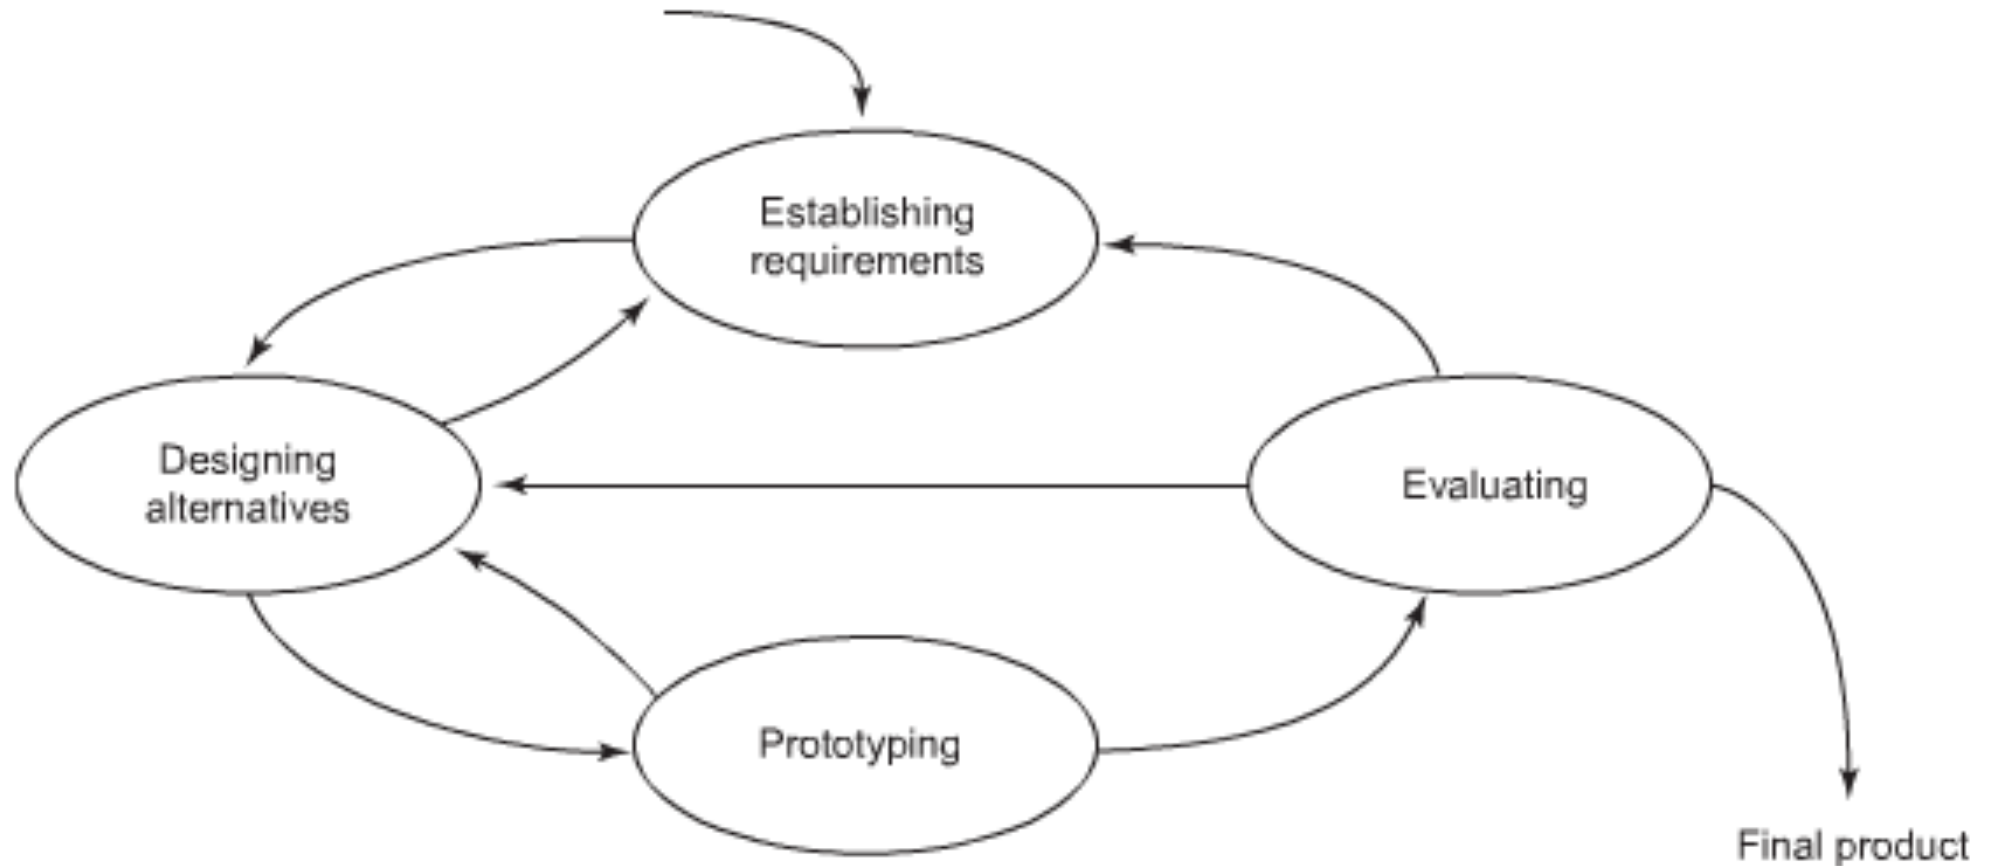 Establishing
requirements
Designing
alternatives
Evaluating
Prototyping
Final product